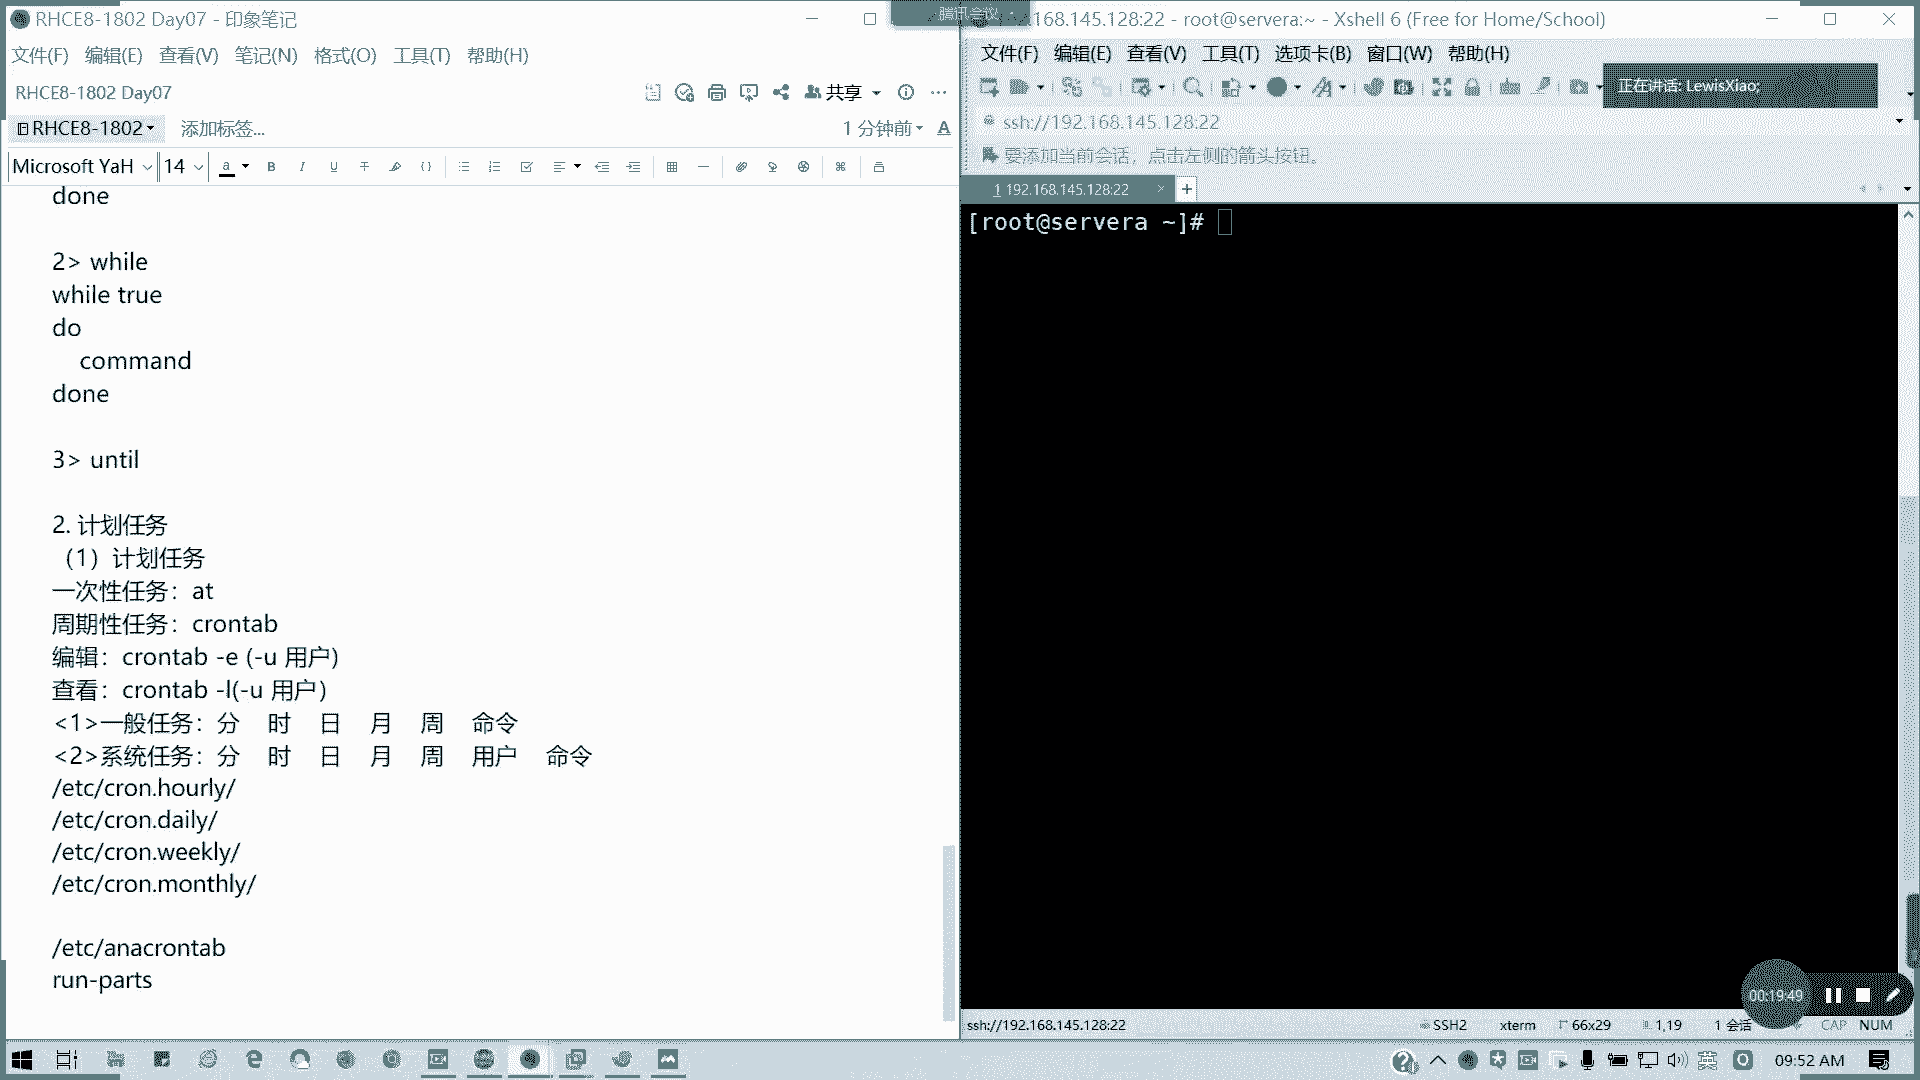 RHCE8-1802 Day07 - 印象笔记
文件(F) 编辑(E) 查看(V) 笔记(N) 格式(O) 工具(T) 帮助(H)
RHCE8-1802 Day07
共享
RHCE8-1802
添加标签...
1 分钟前
Microsoft YaH 14
done
2> while
while true
do
command
done
3> until
2. 计划任务
（1）计划任务
一次性任务：at
周期性任务：crontab
编辑：crontab -e (-u 用户)
查看：crontab -l(-u 用户）
<1>一般任务：分 时 日 月 周 命令
<2>系统任务：分 时 日 月 周 用户 命令
/etc/cron.hourly/
/etc/cron.daily/
/etc/cron.weekly/
/etc/cron.monthly/
/etc/anacrontab
run-parts
腾讯会议
.168.145.128:22 - root@servera:~ - Xshell 6 (Free for Home/School)
文件(F) 编辑(E) 查看(V) 工具(T) 选项卡(B) 窗口(W) 帮助(H)
正在讲话: LewisXiao;
ssh://192.168.145.128:22
要添加当前会话，点击左侧的箭头按钮。
1 192.168.145.128:22
[root@servera ~]#
00:19:49
ssh://192.168.145.128:22
SSH2 xterm 66x29 1,19 1 会话 CAP NUM
英
09:52 AM